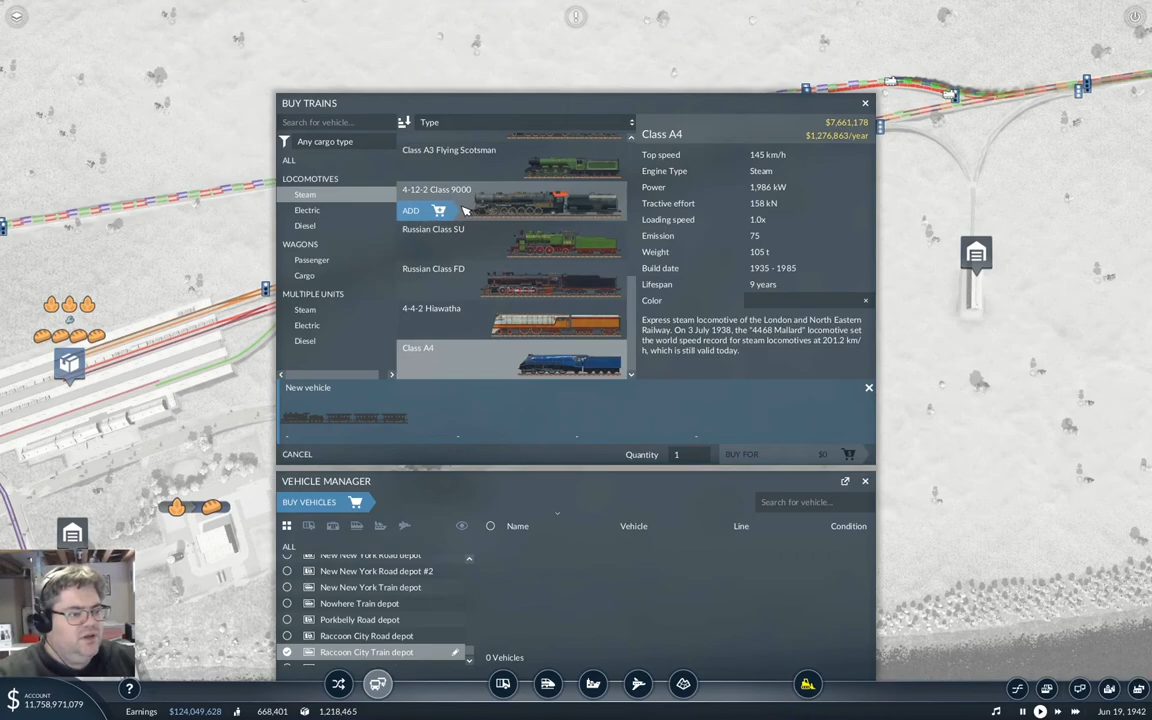 BUY TRAINS
Search for vehicle...
Type
Any cargo type
ALL
LOCOMOTIVES
Steam
Electric
Diesel
WAGONS
Passenger
Cargo
MULTIPLE UNITS
Steam
Electric
Diesel
Class A3 Flying Scotsman
4-12-2 Class 9000
ADD
Russian Class SU
Russian Class FD
4-4-2 Hiawatha
Class A4
$7,661,178
Class A4
$1,276,863/year
Top speed 145 km/h
Engine Type Steam
Power 1,986 kW
Tractive effort 158 kN
Loading speed 1.0x
Emission 75
Weight 105 t
Build date 1935 - 1985
Lifespan 9 years
Color
Express steam locomotive of the London and North Eastern
Railway. On 3 July 1938, the "4468 Mallard" locomotive set
the world speed record for steam locomotives at 201.2 km/
h, which is still valid today.
New vehicle
- - - -
CANCEL
Quantity 1
BUY FOR $0
VEHICLE MANAGER
BUY VEHICLES
Search for vehicle...
Name Vehicle Line Condition
ALL
New New York Road depot
New New York Road depot #2
New New York Train depot
Nowhere Train depot
Porkbelly Road depot
Raccoon City Road depot
Raccoon City Train depot
0 Vehicles
$ ACCOUNT
11,758,971,079
?
Earnings $124,049,628 668,401 1,218,465
Jun 19, 1942